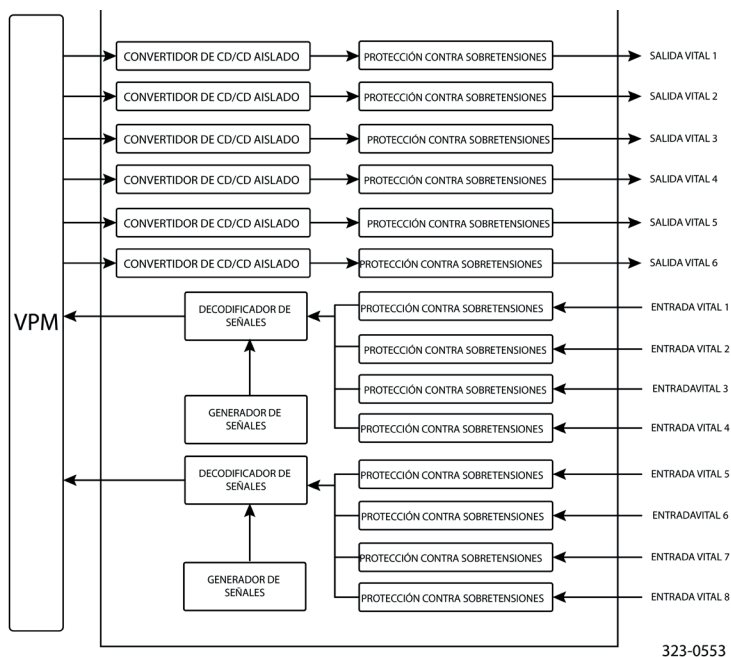 CONVERTIDOR DE CD/CD AISLADO PROTECCIÓN CONTRA SOBRETENSIONES SALIDA VITAL 1
CONVERTIDOR DE CD/CD AISLADO PROTECCIÓN CONTRA SOBRETENSIONES SALIDA VITAL 2
CONVERTIDOR DE CD/CD AISLADO PROTECCIÓN CONTRA SOBRETENSIONES SALIDA VITAL 3
CONVERTIDOR DE CD/CD AISLADO PROTECCIÓN CONTRA SOBRETENSIONES SALIDA VITAL 4
CONVERTIDOR DE CD/CD AISLADO PROTECCIÓN CONTRA SOBRETENSIONES SALIDA VITAL 5
CONVERTIDOR DE CD/CD AISLADO PROTECCIÓN CONTRA SOBRETENSIONES SALIDA VITAL 6
VPM
DECODIFICADOR DE
SEÑALES
PROTECCIÓN CONTRA SOBRETENSIONES ENTRADA VITAL 1
PROTECCIÓN CONTRA SOBRETENSIONES ENTRADA VITAL 2
PROTECCIÓN CONTRA SOBRETENSIONES ENTRADAVITAL 3
GENERADOR DE
SEÑALES
PROTECCIÓN CONTRA SOBRETENSIONES ENTRADA VITAL 4
DECODIFICADOR DE
SEÑALES
PROTECCIÓN CONTRA SOBRETENSIONES ENTRADA VITAL 5
PROTECCIÓN CONTRA SOBRETENSIONES ENTRADAVITAL 6
PROTECCIÓN CONTRA SOBRETENSIONES ENTRADA VITAL 7
GENERADOR DE
SEÑALES
PROTECCIÓN CONTRA SOBRETENSIONES ENTRADA VITAL 8
323-0553